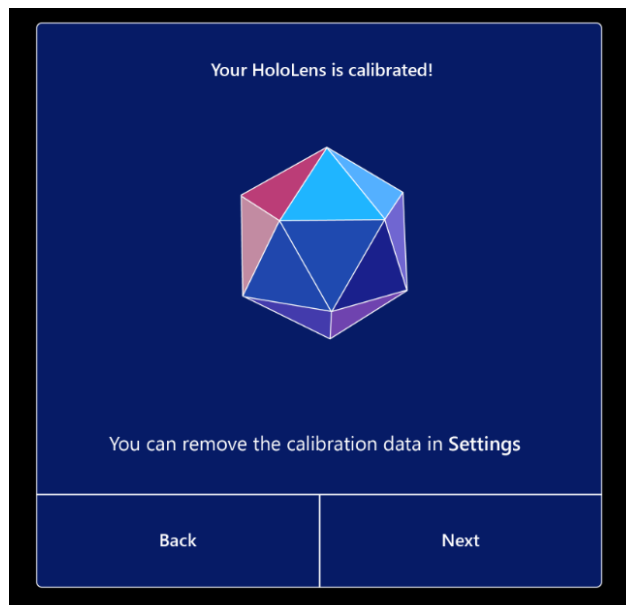 Your HoloLens is calibrated!
You can remove the calibration data in Settings
Back
Next